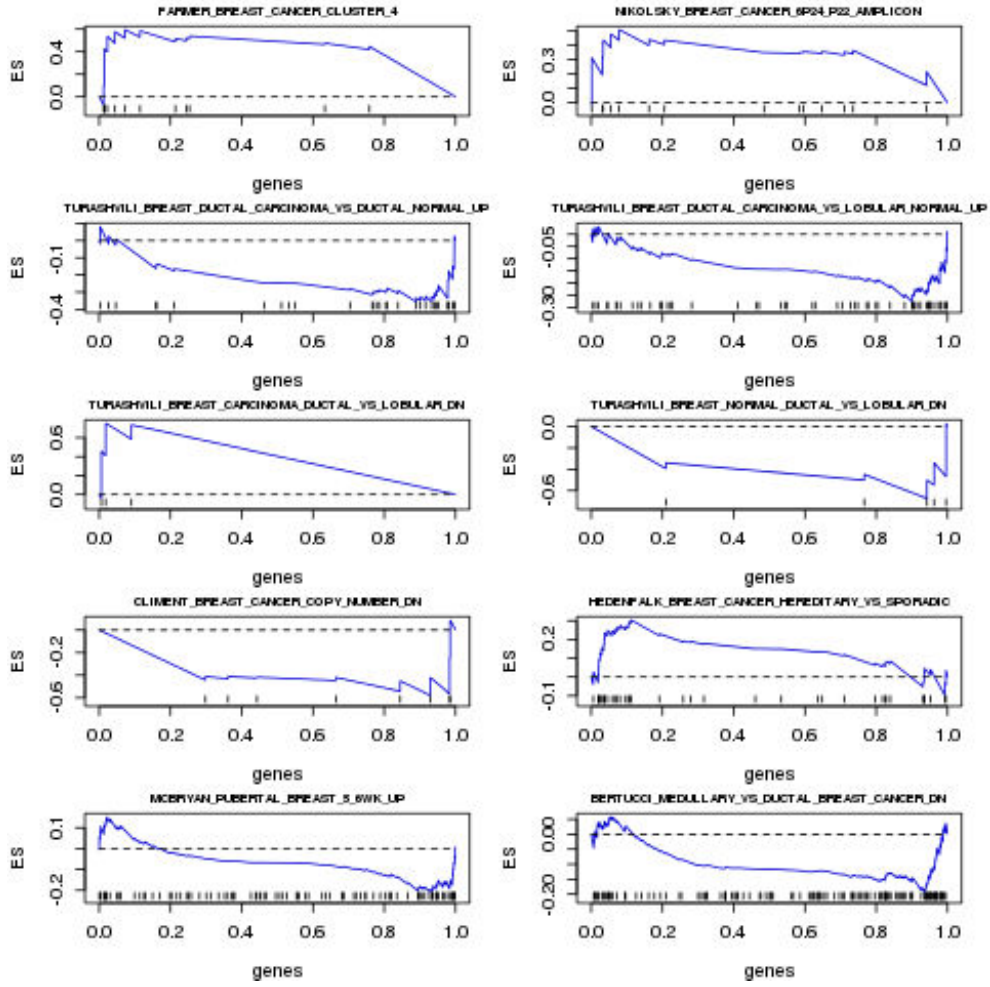 FARMER_BREAST_CANCER_CLUSTER_4
ES
0.0 0.4
0.0 0.2 0.4 0.6 0.8 1.0
genes
NIKOLSKY_BREAST_CANCER_6P24_P22_AMPLICON
ES
0.0 0.3
0.0 0.2 0.4 0.6 0.8 1.0
genes
TURASHVILI_BREAST_DUCTAL_CARCINOMA_VS_DUCTAL_NORMAL_UP
ES
-0.4 -0.1
0.0 0.2 0.4 0.6 0.8 1.0
genes
TURASHVILI_BREAST_DUCTAL_CARCINOMA_VS_LOBULAR_NORMAL_UP
ES
-0.30 -0.05
0.0 0.2 0.4 0.6 0.8 1.0
genes
TURASHVILI_BREAST_CARCINOMA_DUCTAL_VS_LOBULAR_DN
ES
0.0 0.6
0.0 0.2 0.4 0.6 0.8 1.0
genes
TURASHVILI_BREAST_NORMAL_DUCTAL_VS_LOBULAR_DN
ES
-0.6 0.0
0.0 0.2 0.4 0.6 0.8 1.0
genes
CLIMENT_BREAST_CANCER_COPY_NUMBER_DN
ES
-0.6 -0.2
0.0 0.2 0.4 0.6 0.8 1.0
genes
HEDENFALK_BREAST_CANCER_HEREDITARY_VS_SPORADIC
ES
-0.1 0.2
0.0 0.2 0.4 0.6 0.8 1.0
genes
MCBRYAN_PUBERTAL_BREAST_5_6WK_UP
ES
-0.2 0.1
0.0 0.2 0.4 0.6 0.8 1.0
genes
BERTUCCI_MEDULLARY_VS_DUCTAL_BREAST_CANCER_DN
ES
-0.20 0.00
0.0 0.2 0.4 0.6 0.8 1.0
genes